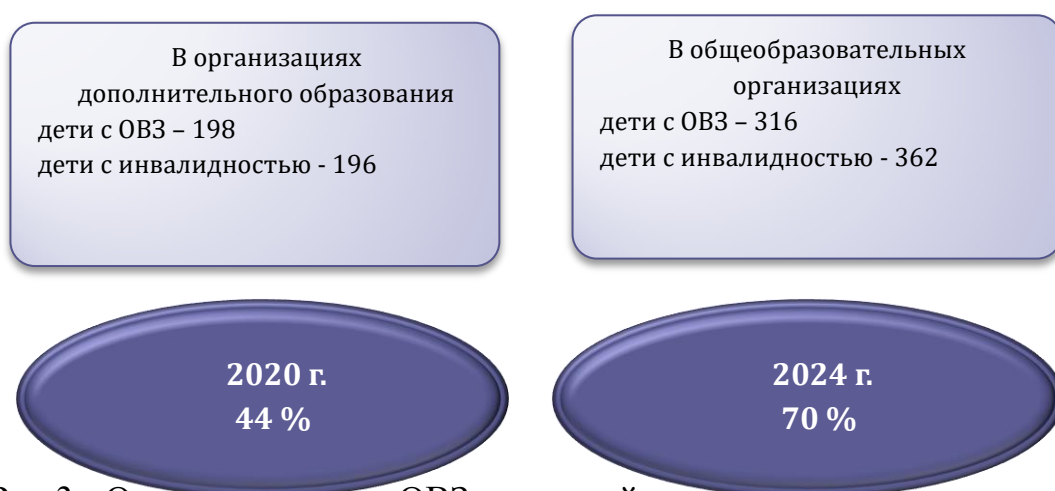 В организациях
дополнительного образования
дети с ОВЗ – 198
дети с инвалидностью - 196
В общеобразовательных
организациях
дети с ОВЗ – 316
дети с инвалидностью - 362
2020 г.
44 %
2024 г.
70 %
ОВЗ